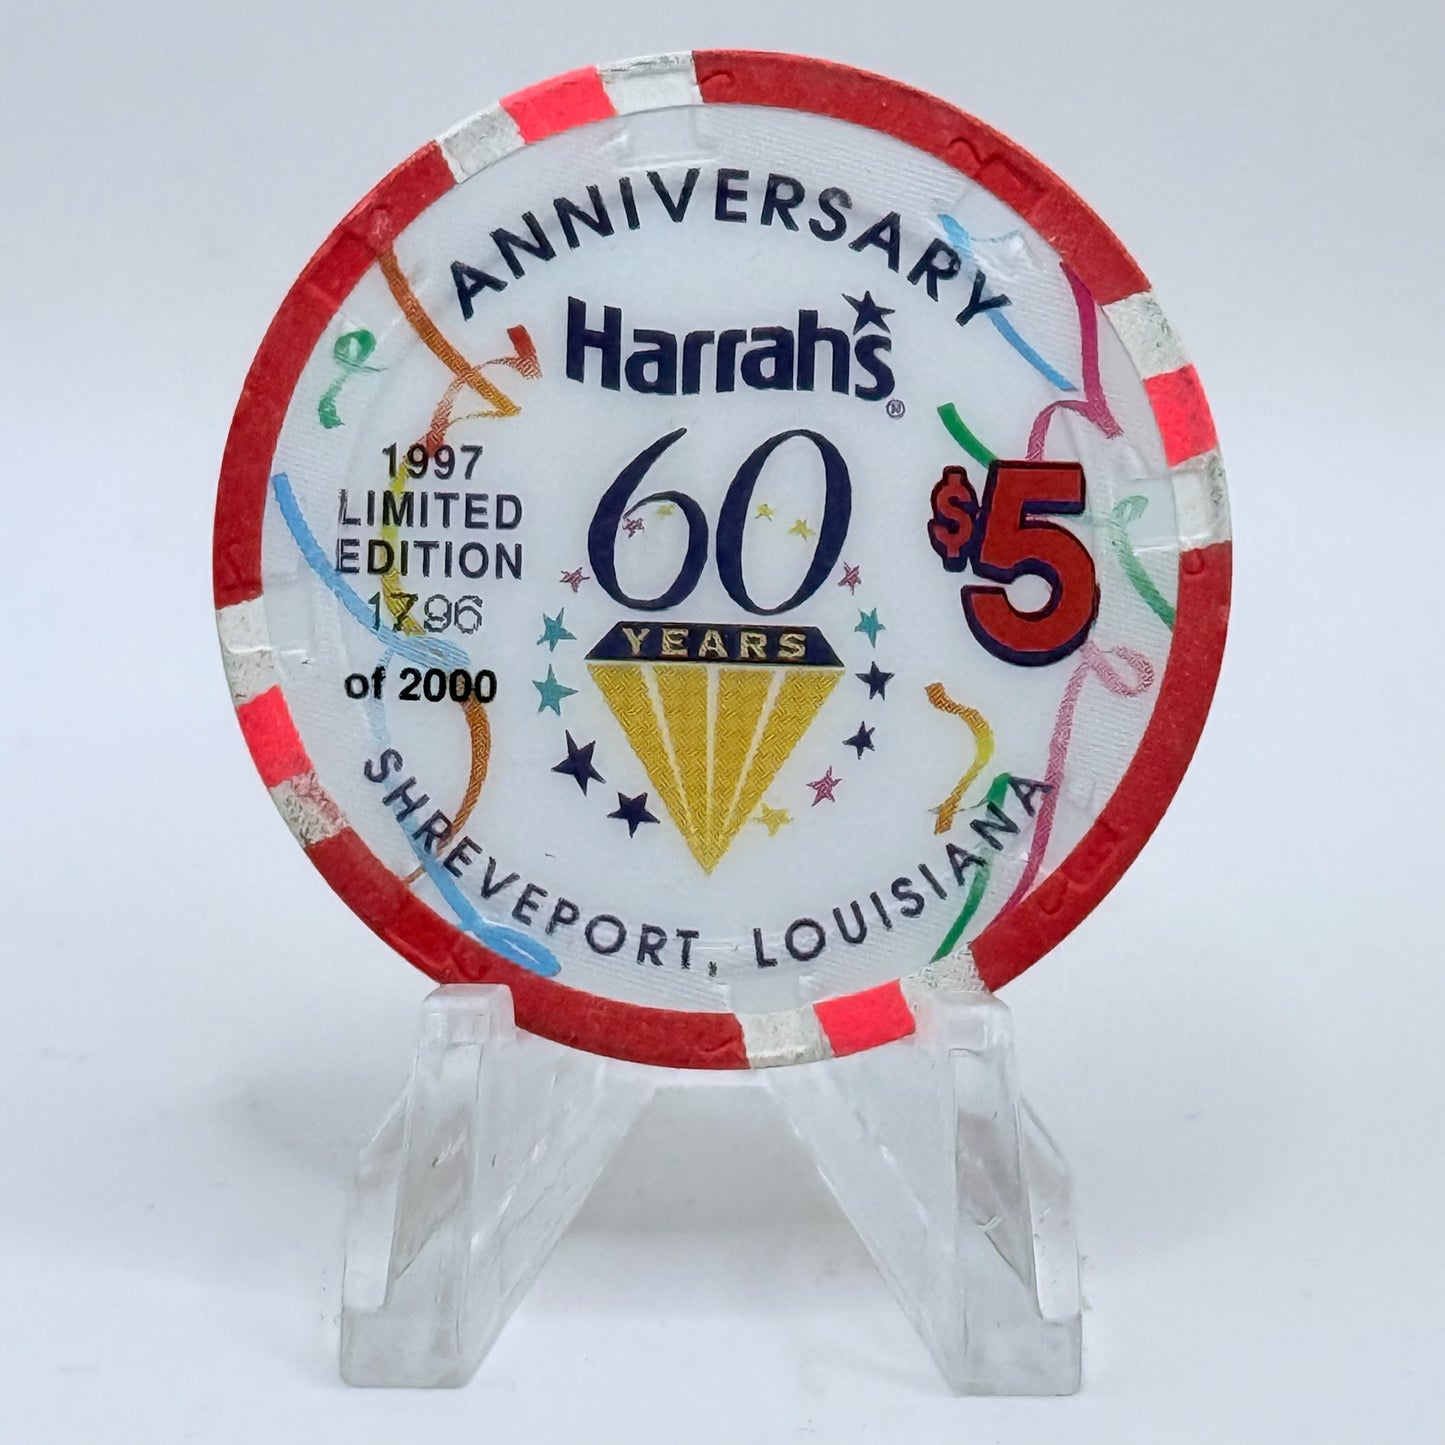 ANNIVERSARY
Harrah's
60
YEARS
1997
LIMITED
EDITION
1796
of 2000
$5
SHREVEPORT, LOUISIANA